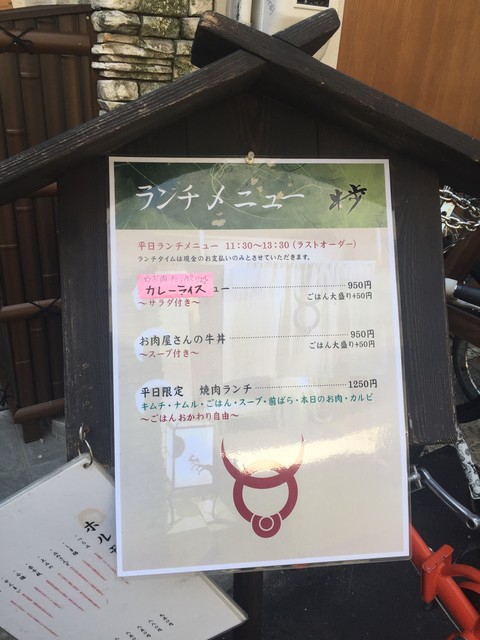 ランチメニュー
平日ランチメニュー 11:30～13:30 (ラストオーダー)
ランチタイムは現金のお支払いのみとさせていただきます。
カレーライス ュー 950円
～サラダ付き～ ごはん大盛り+50円
お肉屋さんの牛丼 950円
～スープ付き～ ごはん大盛り+50円
平日限定 焼肉ランチ 1250円
キムチ・ナムル・ごはん・スープ・前ばら・本日のお肉・カルビ
～ごはんおかわり自由～
ホル